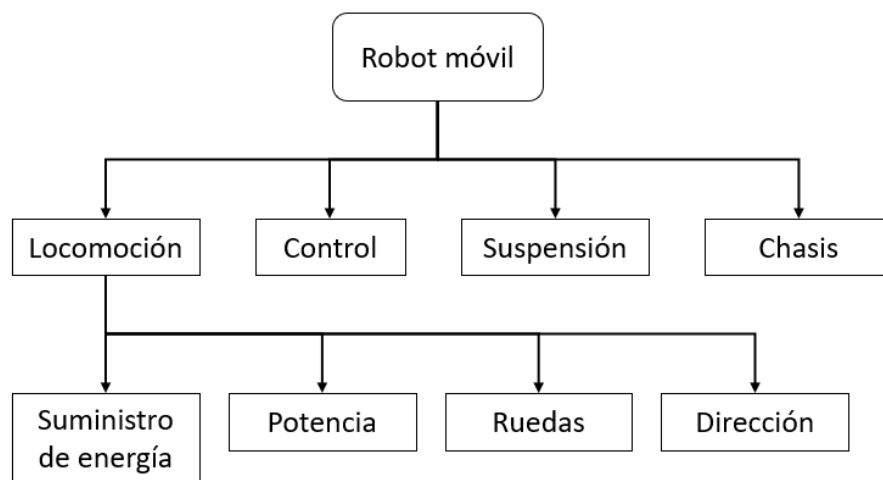 Robot móvil
Locomoción
Control
Suspensión
Chasis
Suministro
de energía
Potencia
Ruedas
Dirección